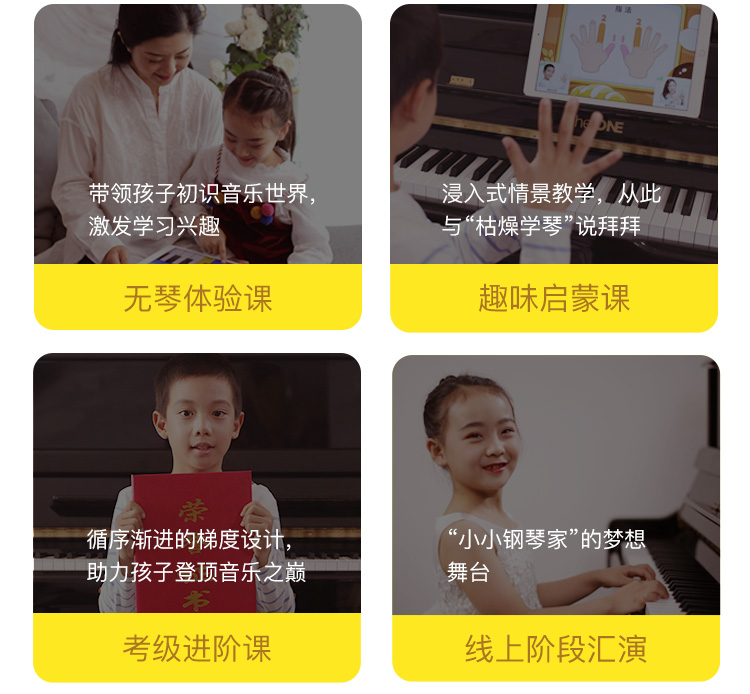 带领孩子初识音乐世界，
激发学习兴趣
无琴体验课
指法
2
2
The ONE
浸入式情景教学，从此
与“枯燥学琴”说拜拜
趣味启蒙课
荣
书
循序渐进的梯度设计，
助力孩子登顶音乐之巅
考级进阶课
“小小钢琴家”的梦想
舞台
线上阶段汇演